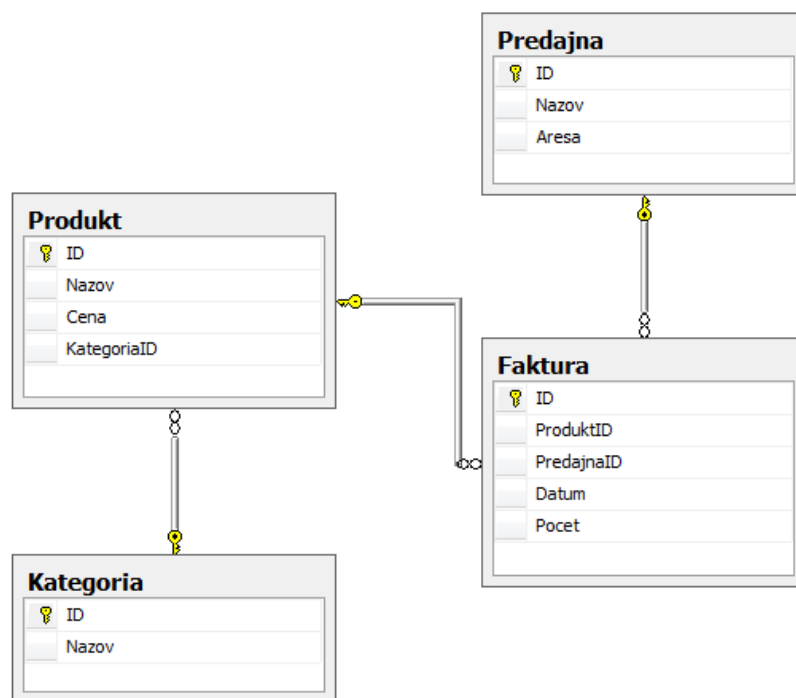 Predajna
ID
Nazov
Aresa
Produkt
ID
Nazov
Cena
KategoriaID
Faktura
ID
ProduktID
PredajnaID
Datum
Pocet
Kategoria
ID
Nazov